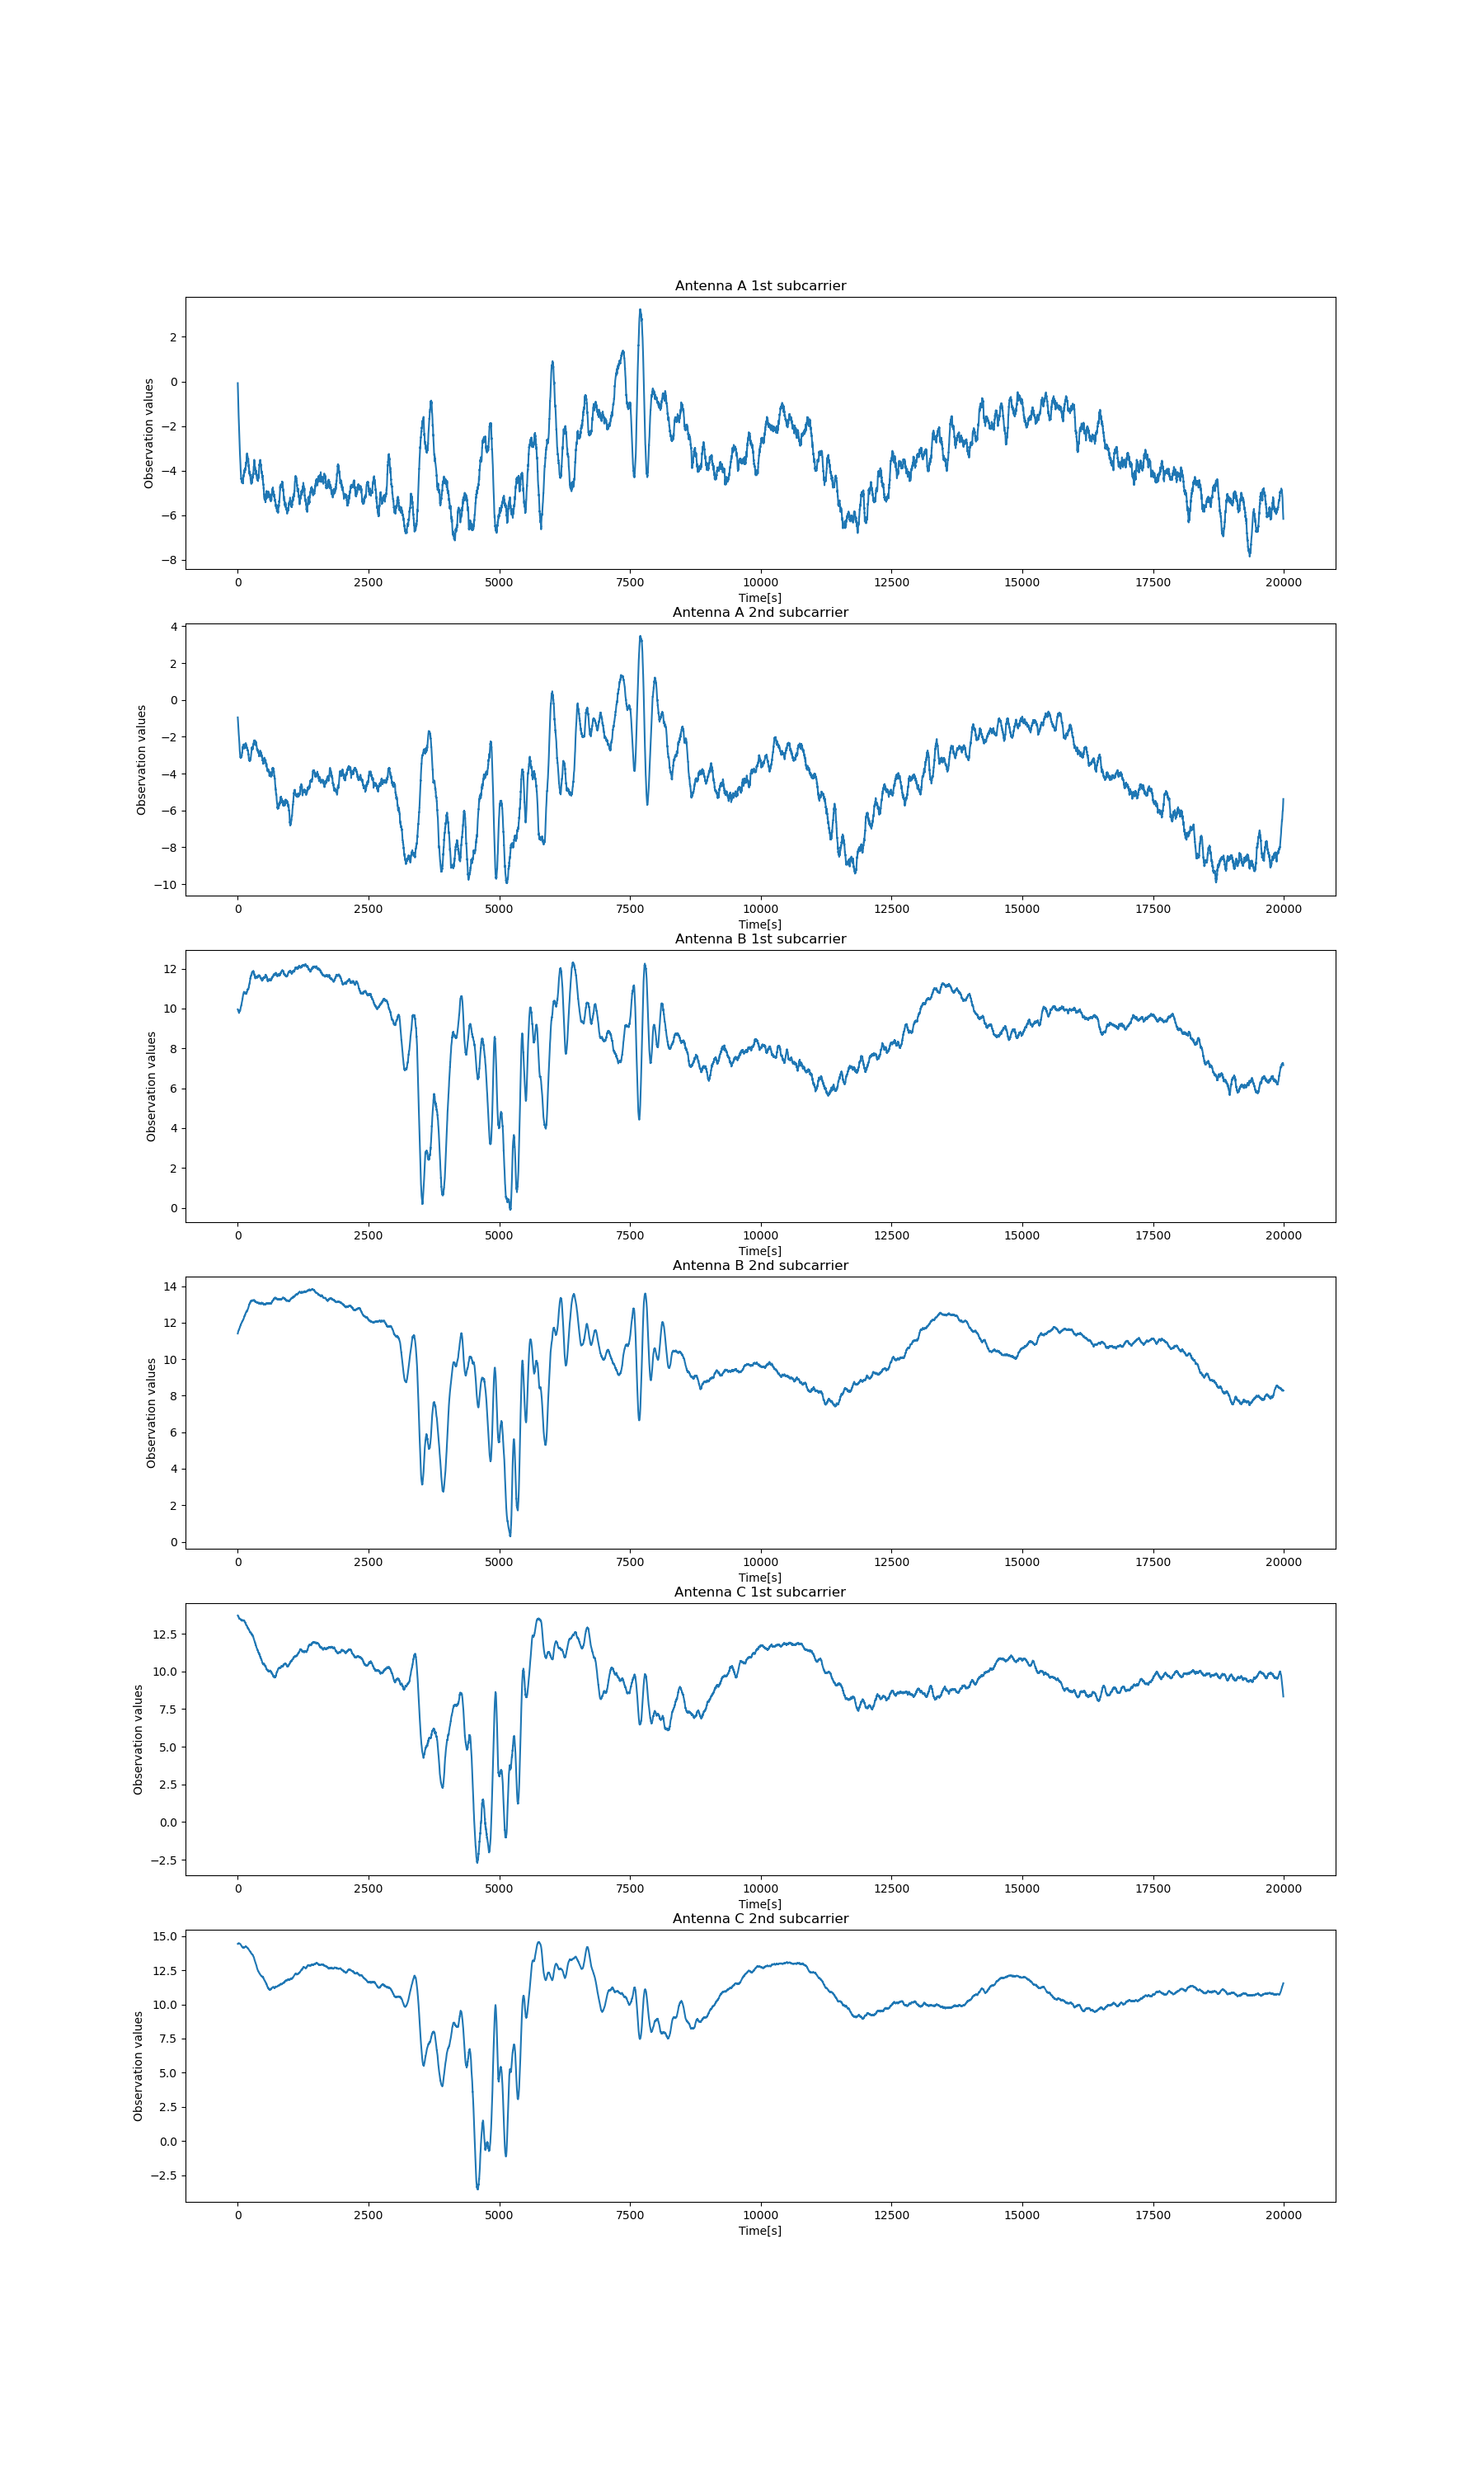 Antenna A 1st subcarrier
2
0
−2
−4
−6
−8
Observation values
0 2500 5000 7500 10000 12500 15000 17500 20000
Time[s]
Antenna A 2nd subcarrier
4
2
0
−2
−4
−6
−8
−10
Observation values
0 2500 5000 7500 10000 12500 15000 17500 20000
Time[s]
Antenna B 1st subcarrier
12
10
8
6
4
2
0
Observation values
0 2500 5000 7500 10000 12500 15000 17500 20000
Time[s]
Antenna B 2nd subcarrier
14
12
10
8
6
4
2
0
Observation values
0 2500 5000 7500 10000 12500 15000 17500 20000
Time[s]
Antenna C 1st subcarrier
12.5
10.0
7.5
5.0
2.5
0.0
−2.5
Observation values
0 2500 5000 7500 10000 12500 15000 17500 20000
Time[s]
Antenna C 2nd subcarrier
15.0
12.5
10.0
7.5
5.0
2.5
0.0
−2.5
Observation values
0 2500 5000 7500 10000 12500 15000 17500 20000
Time[s]